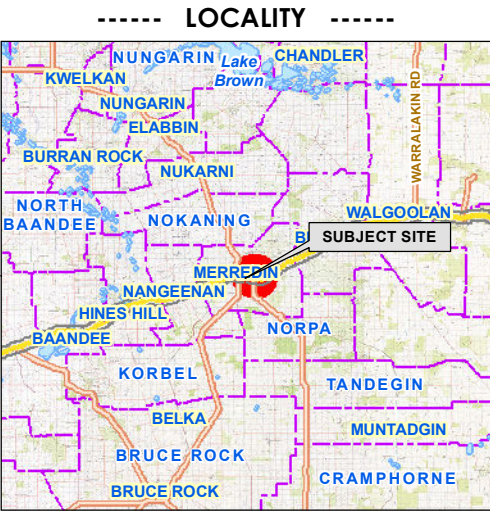 ------ LOCALITY ------
NUNGARIN Lake Brown CHANDLER
KWELKAN
NUNGARIN
ELABBIN
WARRALAKIN RD
BURRAN ROCK
NUKARNI
NORTH BAANDEE
NOKANING
WALGOOLAN
SUBJECT SITE
MERREDIN
NANGEENAN
HINES HILL
NORPA
BAANDEE
KORBEL
TANDEGIN
BELKA
MUNTADGIN
BRUCE ROCK
CRAMPHORNE
BRUCE ROCK